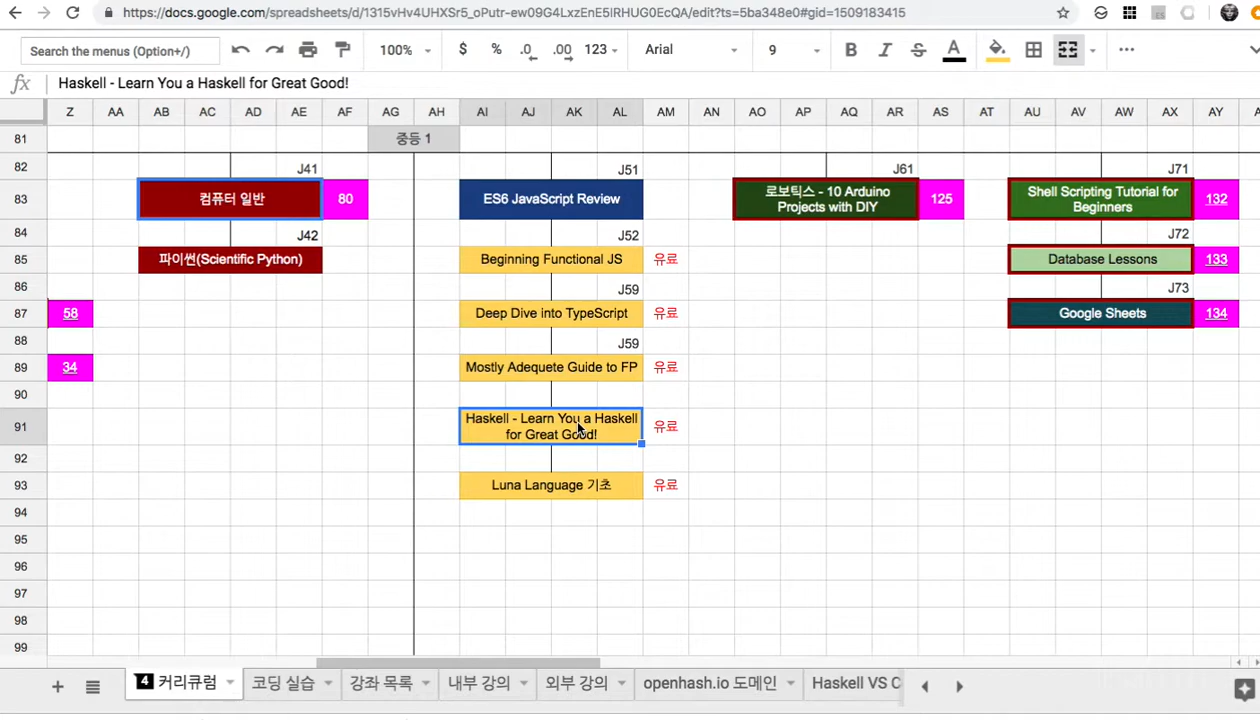 https://docs.google.com/spreadsheets/d/1315vHv4UHXSr5_oPutr-ew09G4LxzEnE5lRHUG0EcQA/edit?ts=5ba348e0#gid=1509183415
Search the menus (Option+/)
100% $ % .0 .00 123 Arial 9 B I S A
fx Haskell - Learn You a Haskell for Great Good!
Z AA AB AC AD AE AF AG AH AI AJ AK AL AM AN AO AP AQ AR AS AT AU AV AW AX AY
81 중등 1
82 J41 J51 J61 J71
83 컴퓨터 일반 80 ES6 JavaScript Review 로보틱스 - 10 Arduino Projects with DIY 125 Shell Scripting Tutorial for Beginners 132
84 J42 J52 J72
85 파이썬(Scientific Python) Beginning Functional JS 유료 Database Lessons 133
86 J59 J73
87 58 Deep Dive into TypeScript 유료 Google Sheets 134
88 J59
89 34 Mostly Adequete Guide to FP 유료
90
91 Haskell - Learn You a Haskell for Great Good! 유료
92
93 Luna Language 기초 유료
94
95
96
97
98
99
4 커리큐럼 코딩 실습 강좌 목록 내부 강의 외부 강의 openhash.io 도메인 Haskell VS C